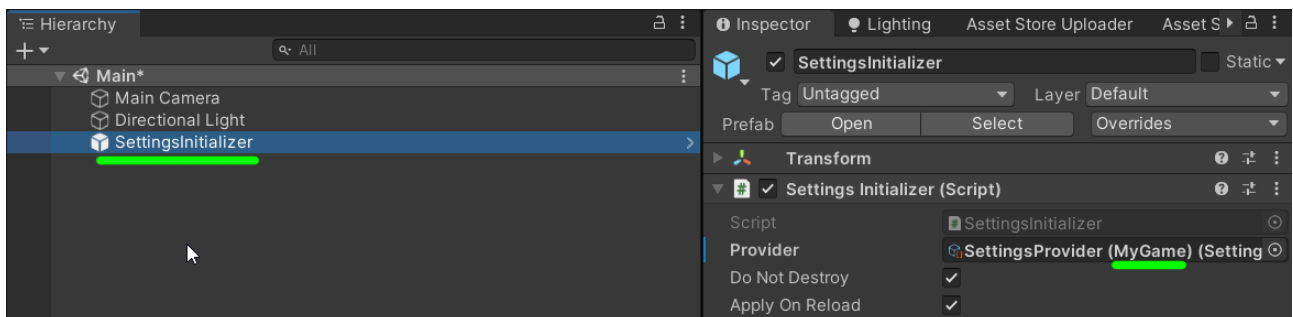 Hierarchy
All
Main*
Main Camera
Directional Light
SettingsInitializer
Inspector Lighting Asset Store Uploader Asset S
SettingsInitializer Static
Tag Untagged Layer Default
Prefab Open Select Overrides
Transform
Settings Initializer (Script)
Script SettingsInitializer
Provider SettingsProvider (MyGame) (Setting
Do Not Destroy
Apply On Reload